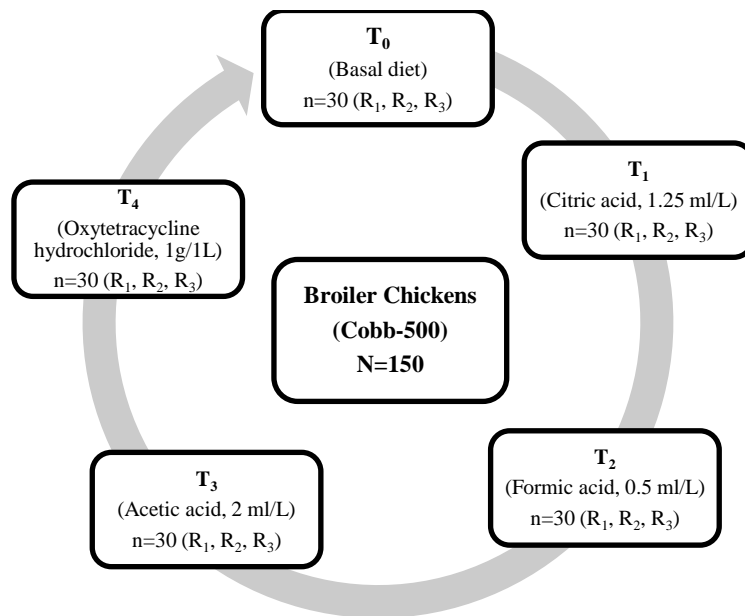 T₀
(Basal diet)
n=30 (R₁, R₂, R₃)
T₁
(Citric acid, 1.25 ml/L)
n=30 (R₁, R₂, R₃)
T₂
(Formic acid, 0.5 ml/L)
n=30 (R₁, R₂, R₃)
T₃
(Acetic acid, 2 ml/L)
n=30 (R₁, R₂, R₃)
T₄
(Oxytetracycline
hydrochloride, 1g/1L)
n=30 (R₁, R₂, R₃)
Broiler Chickens
(Cobb-500)
N=150